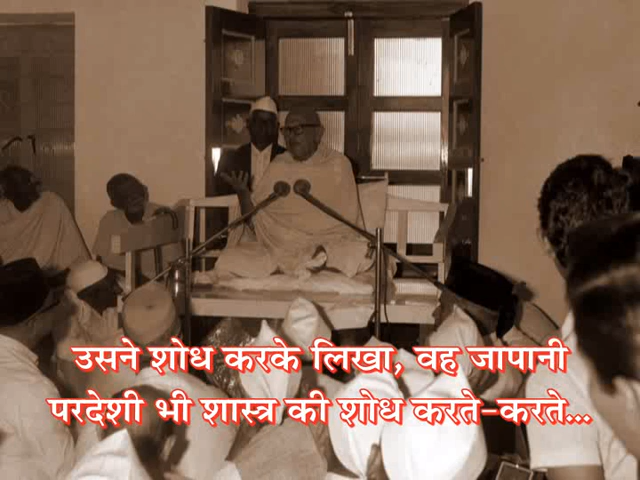 उसने शोध करके लिखा, वह जापानी
परदेशी भी शास्त्र की शोध करते-करते...